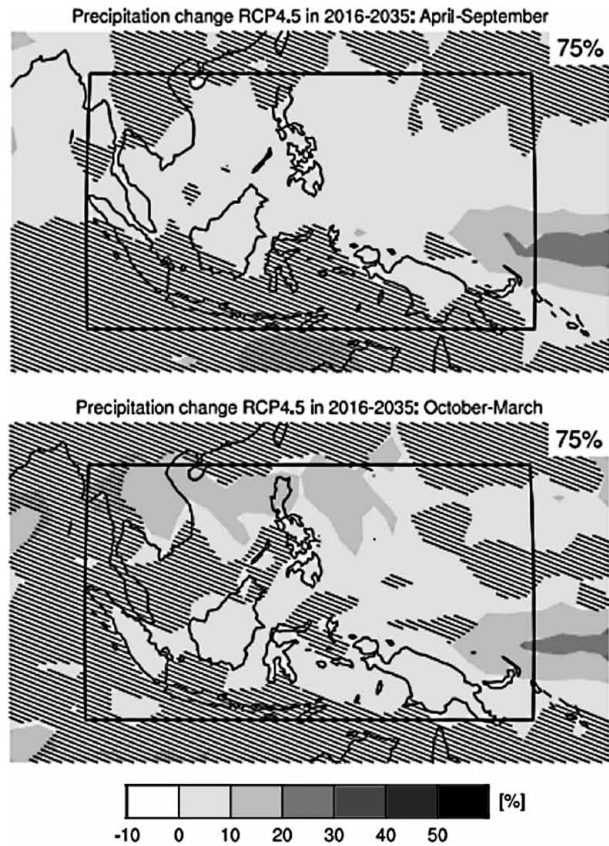 Precipitation change RCP4.5 in 2016-2035: April-September
75%
Precipitation change RCP4.5 in 2016-2035: October-March
75%
[%]
-10 0 10 20 30 40 50